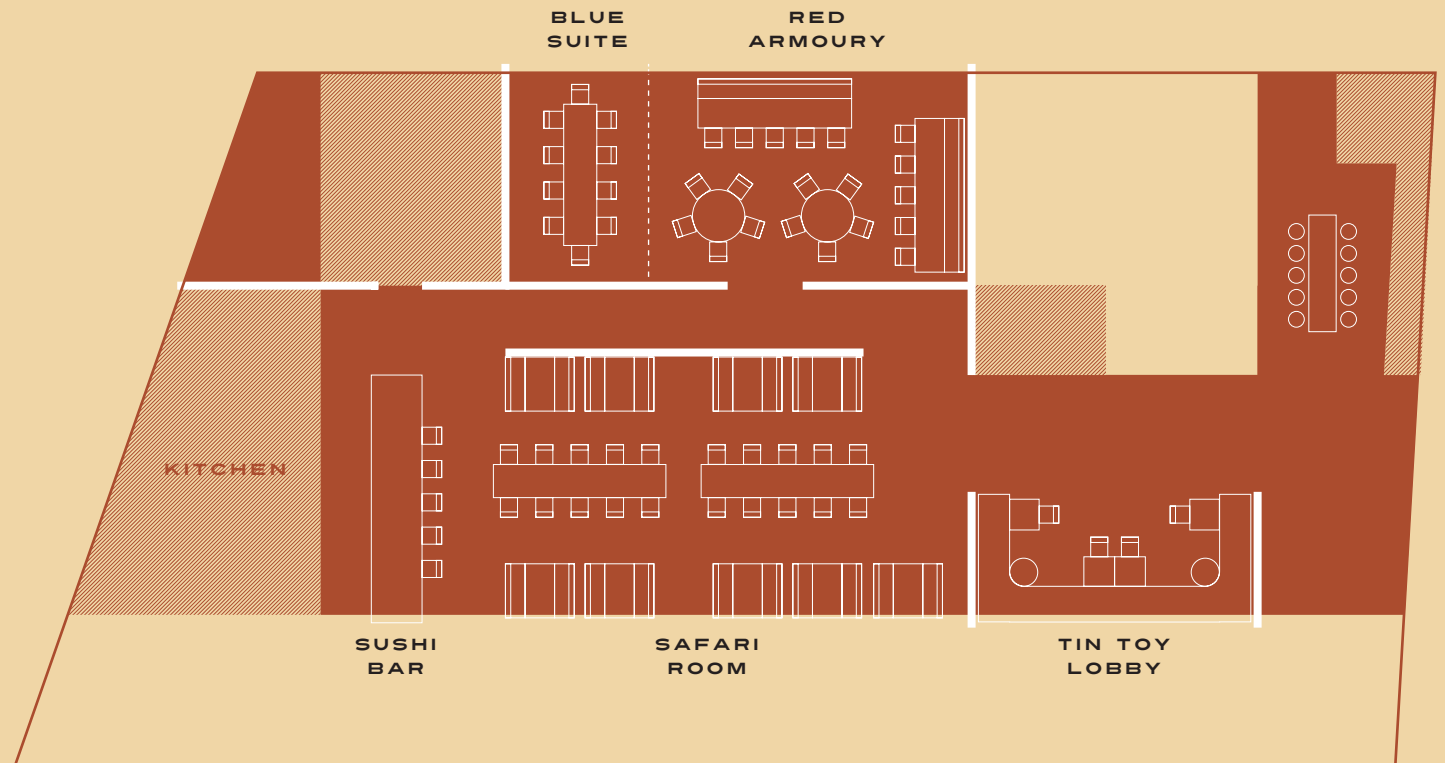 BLUE
SUITE
RED
ARMOURY
KITCHEN
SUSHI
BAR
SAFARI
ROOM
TIN TOY
LOBBY